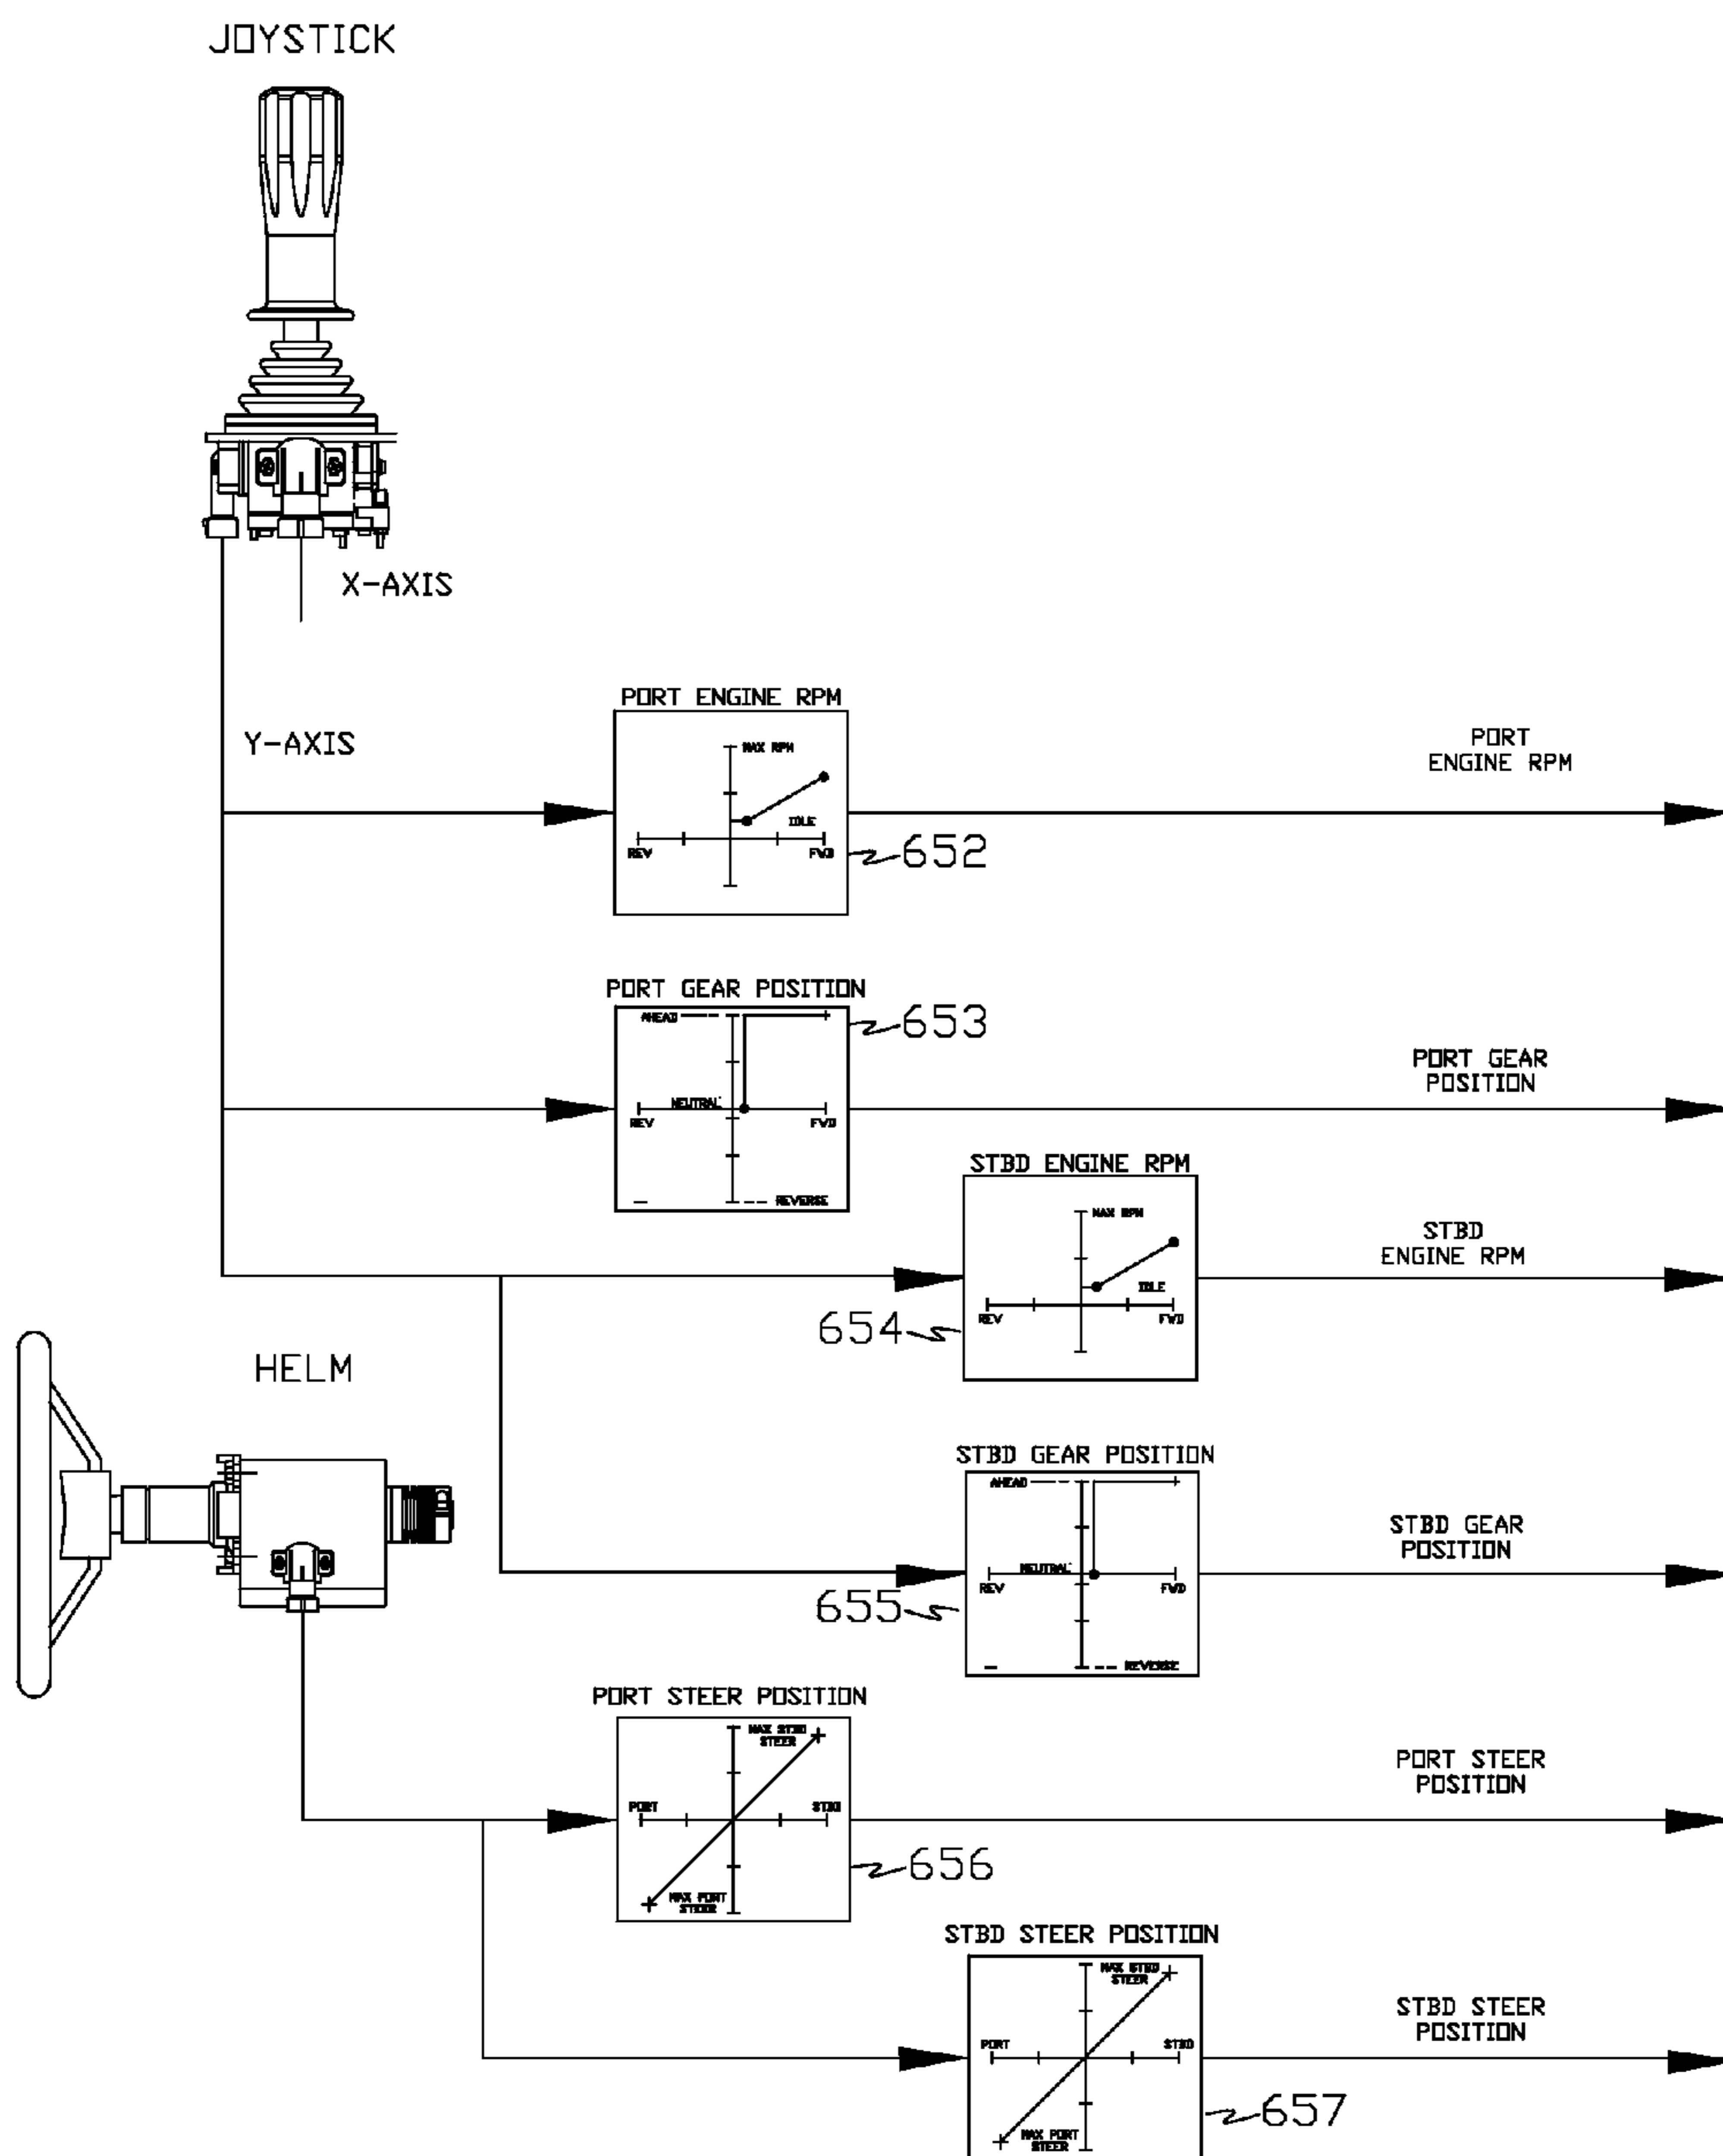 JOYSTICK
X-AXIS
Y-AXIS
PORT ENGINE RPM
MAX RPM
IDLE
REV
FWD
652
PORT
ENGINE RPM
PORT GEAR POSITION
AHEAD
653
NEUTRAL
REV
FWD
REVERSE
PORT GEAR
POSITION
STBD ENGINE RPM
MAX RPM
IDLE
REV
FWD
654
STBD
ENGINE RPM
HELM
STBD GEAR POSITION
AHEAD
NEUTRAL
REV
FWD
655
REVERSE
STBD GEAR
POSITION
PORT STEER POSITION
MAX STBD
STEER
PORT
STBD
656
MAX PORT
STEER
PORT STEER
POSITION
STBD STEER POSITION
MAX STBD
STEER
PORT
STBD
657
MAX PORT
STEER
STBD STEER
POSITION